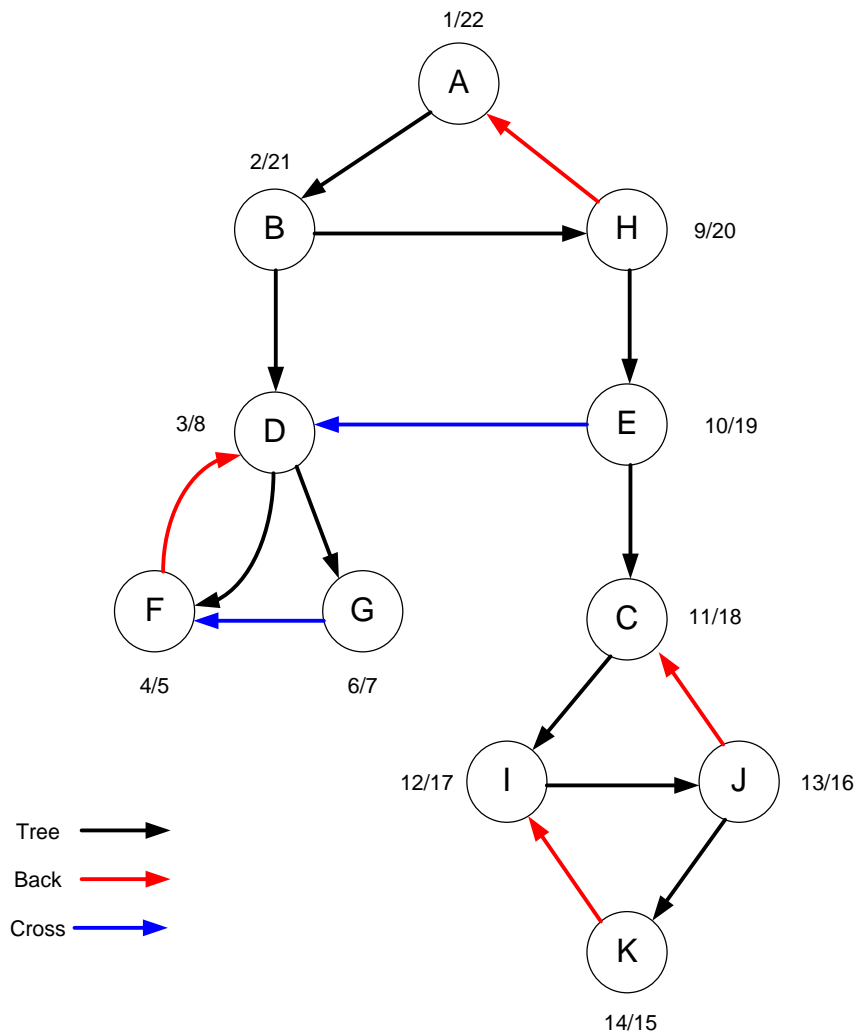 1/22
A
2/21
B
H
9/20
3/8
D
E
10/19
F
G
C
11/18
4/5
6/7
12/17
I
J
13/16
Tree
Back
Cross
K
14/15